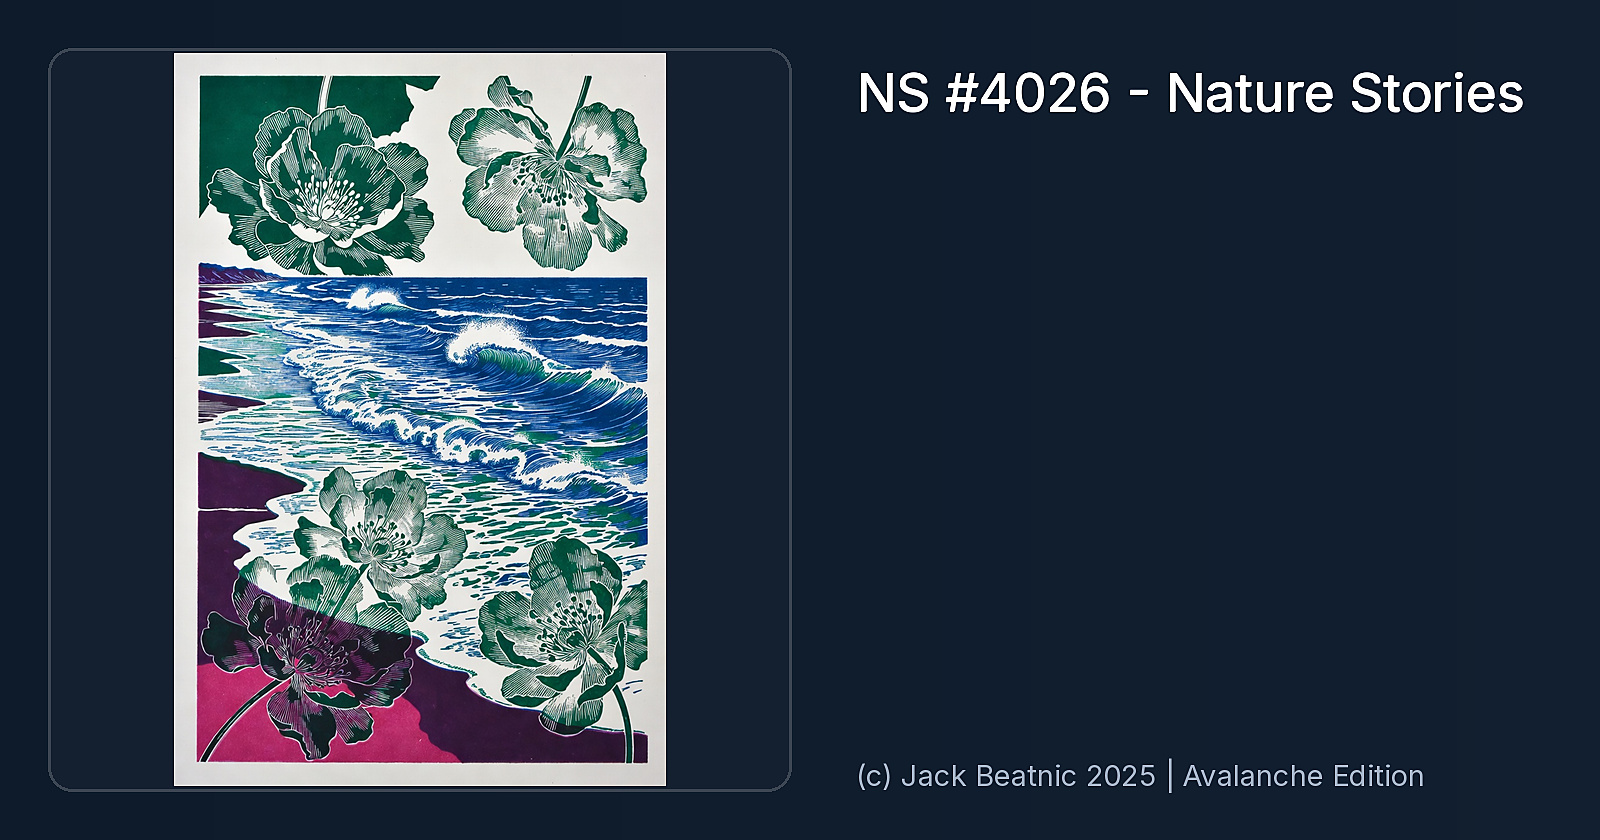 NS #4026 - Nature Stories
(c) Jack Beatnic 2025 | Avalanche Edition